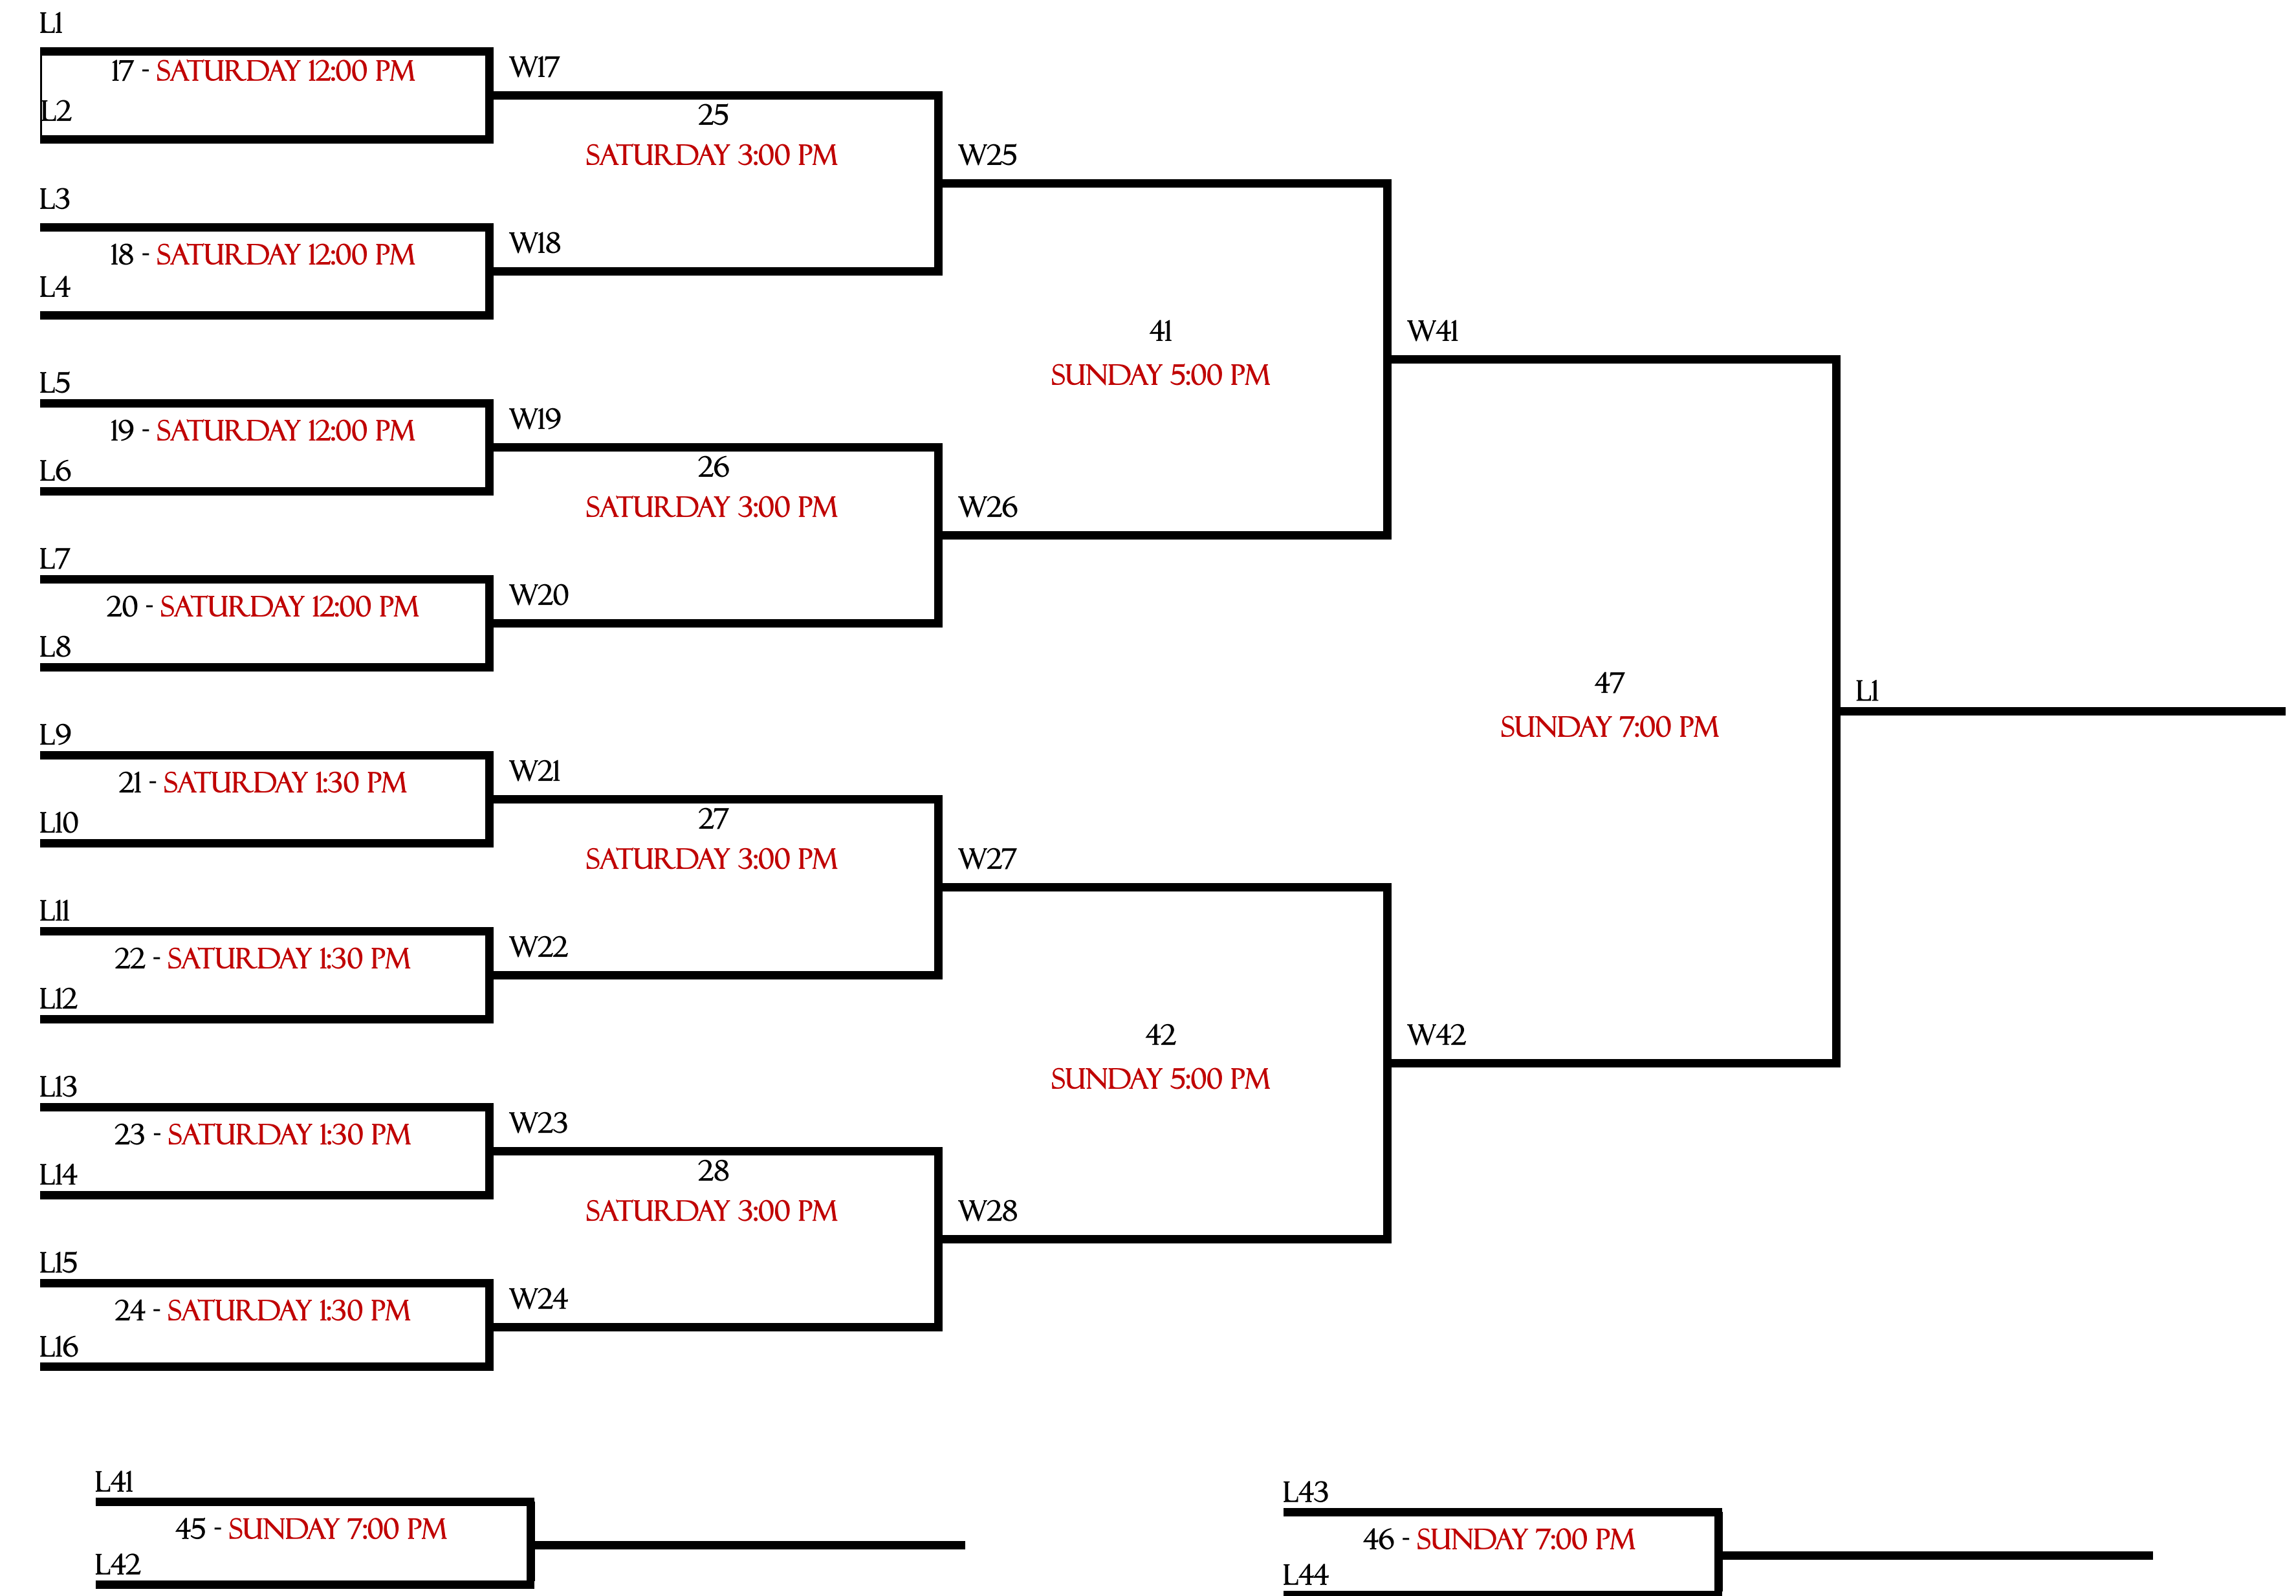 L1
17 - SATURDAY 12:00 PM
W17
L2
25
SATURDAY 3:00 PM
W25
L3
18 - SATURDAY 12:00 PM
W18
L4
41
SUNDAY 5:00 PM
W41
L5
19 - SATURDAY 12:00 PM
W19
L6
26
SATURDAY 3:00 PM
W26
L7
20 - SATURDAY 12:00 PM
W20
L8
47
SUNDAY 7:00 PM
L1
L9
21 - SATURDAY 1:30 PM
W21
L10
27
SATURDAY 3:00 PM
W27
L11
22 - SATURDAY 1:30 PM
W22
L12
42
SUNDAY 5:00 PM
W42
L13
23 - SATURDAY 1:30 PM
W23
L14
28
SATURDAY 3:00 PM
W28
L15
24 - SATURDAY 1:30 PM
W24
L16
L41
45 - SUNDAY 7:00 PM
L42
L43
46 - SUNDAY 7:00 PM
L44